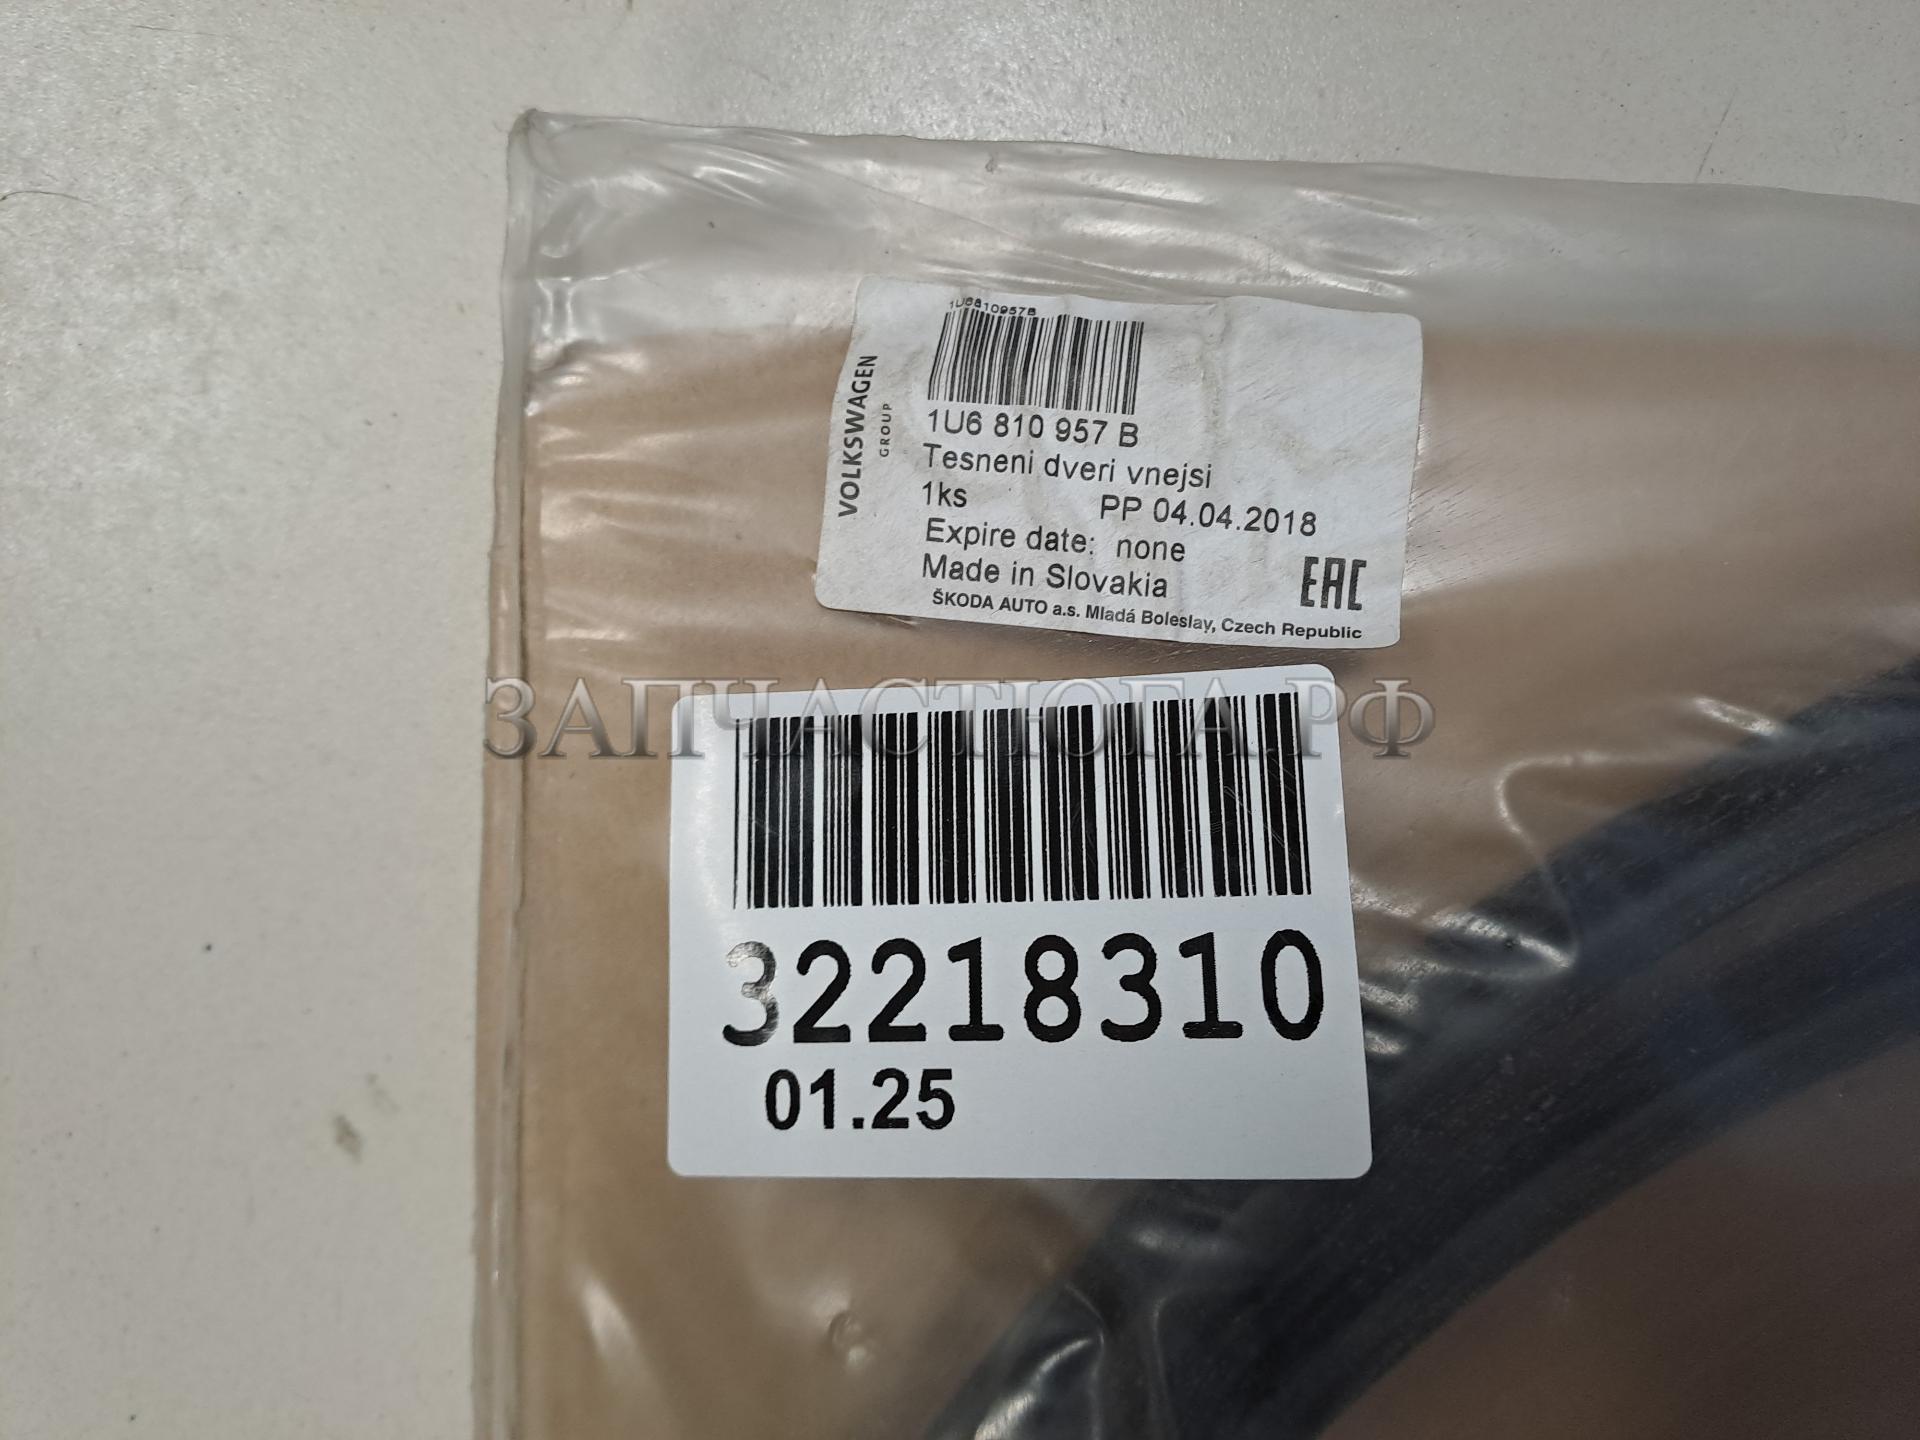 1U6810957B
VOLKSWAGEN
GROUP
1U6 810 957 B
Tesneni dveri vnejsi
1ks PP 04.04.2018
Expire date: none
Made in Slovakia
EAC
ŠKODA AUTO a.s. Mladá Boleslav, Czech Republic
ЗАПЧАСТЮГА.РФ
32218310
01.25